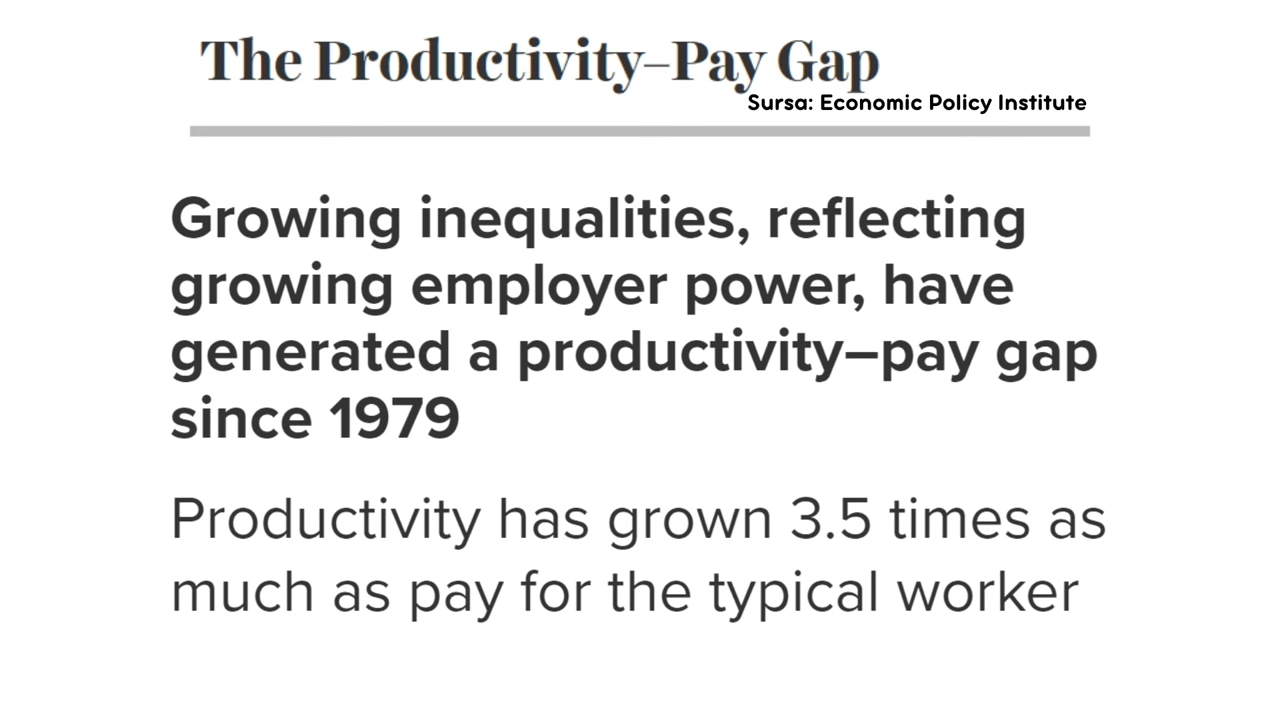 The Productivity–Pay Gap
Sursa: Economic Policy Institute
Growing inequalities, reflecting
growing employer power, have
generated a productivity–pay gap
since 1979
Productivity has grown 3.5 times as
much as pay for the typical worker